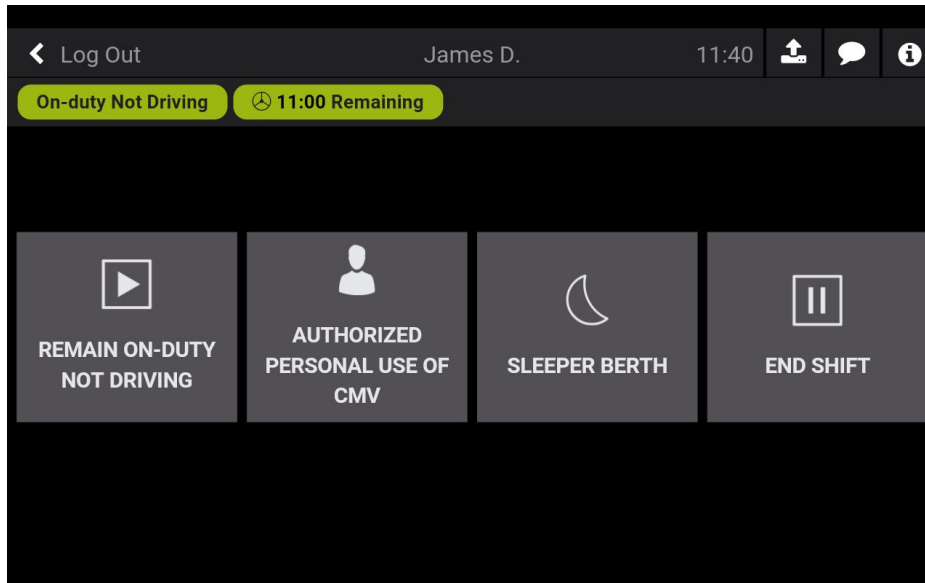 Log Out
James D.
11:40
On-duty Not Driving
11:00 Remaining
REMAIN ON-DUTY
NOT DRIVING
AUTHORIZED
PERSONAL USE OF
CMV
SLEEPER BERTH
END SHIFT